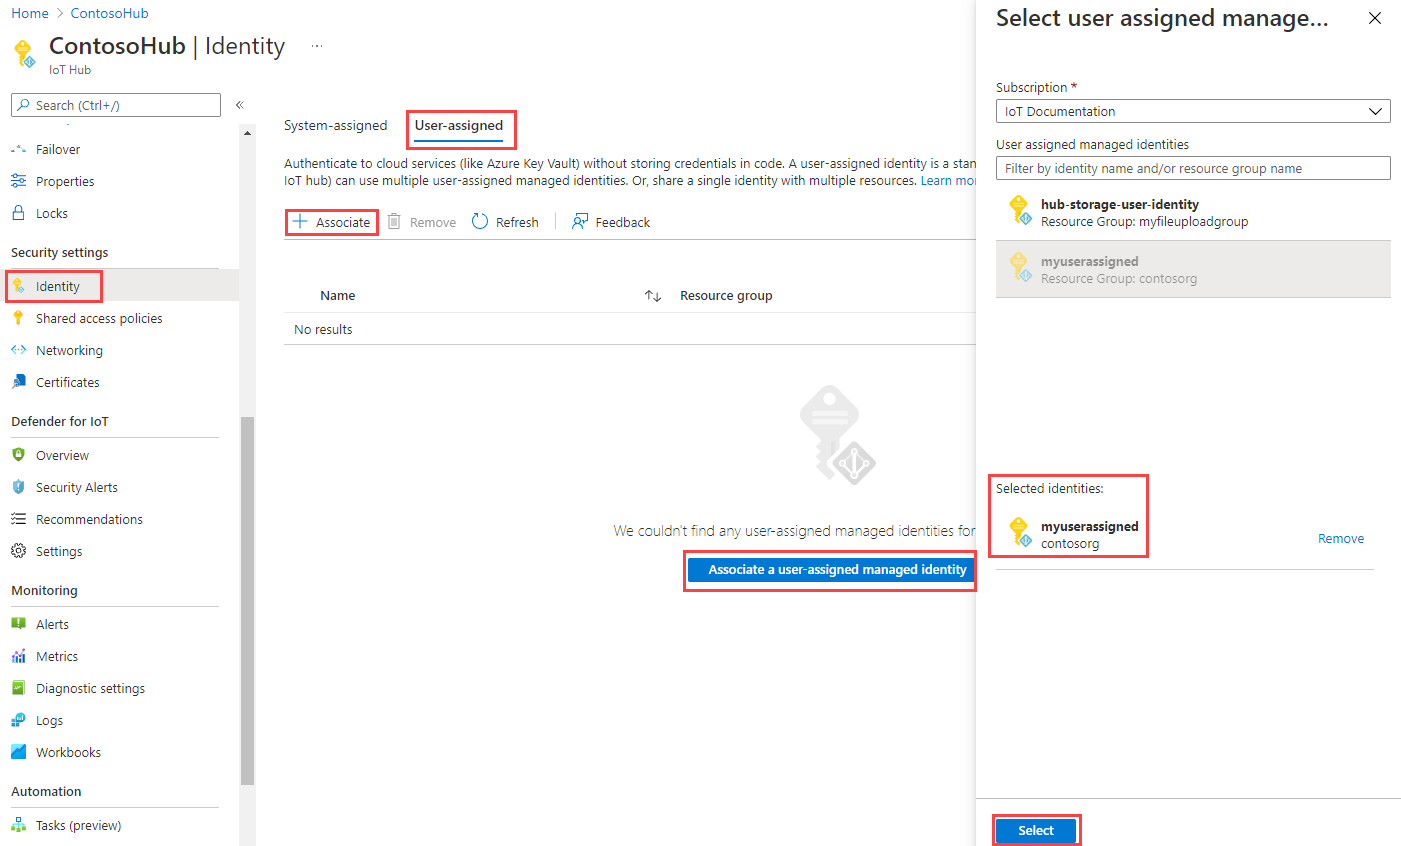 Home > ContosoHub
ContosoHub | Identity ...
IoT Hub
Search (Ctrl+/)
«
Failover
Properties
Locks
Security settings
Identity
Shared access policies
Networking
Certificates
Defender for IoT
Overview
Security Alerts
Recommendations
Settings
Monitoring
Alerts
Metrics
Diagnostic settings
Logs
Workbooks
Automation
Tasks (preview)
System-assigned User-assigned
Authenticate to cloud services (like Azure Key Vault) without storing credentials in code. A user-assigned identity is a stan
IoT hub) can use multiple user-assigned managed identities. Or, share a single identity with multiple resources. Learn mor
Associate Remove Refresh Feedback
Name Resource group
No results
We couldn't find any user-assigned managed identities for
Associate a user-assigned managed identity
Select user assigned manage...
Subscription *
IoT Documentation
User assigned managed identities
Filter by identity name and/or resource group name
hub-storage-user-identity
Resource Group: myfileuploadgroup
myuserassigned
Resource Group: contosorg
Selected identities:
myuserassigned
contosorg
Remove
Select